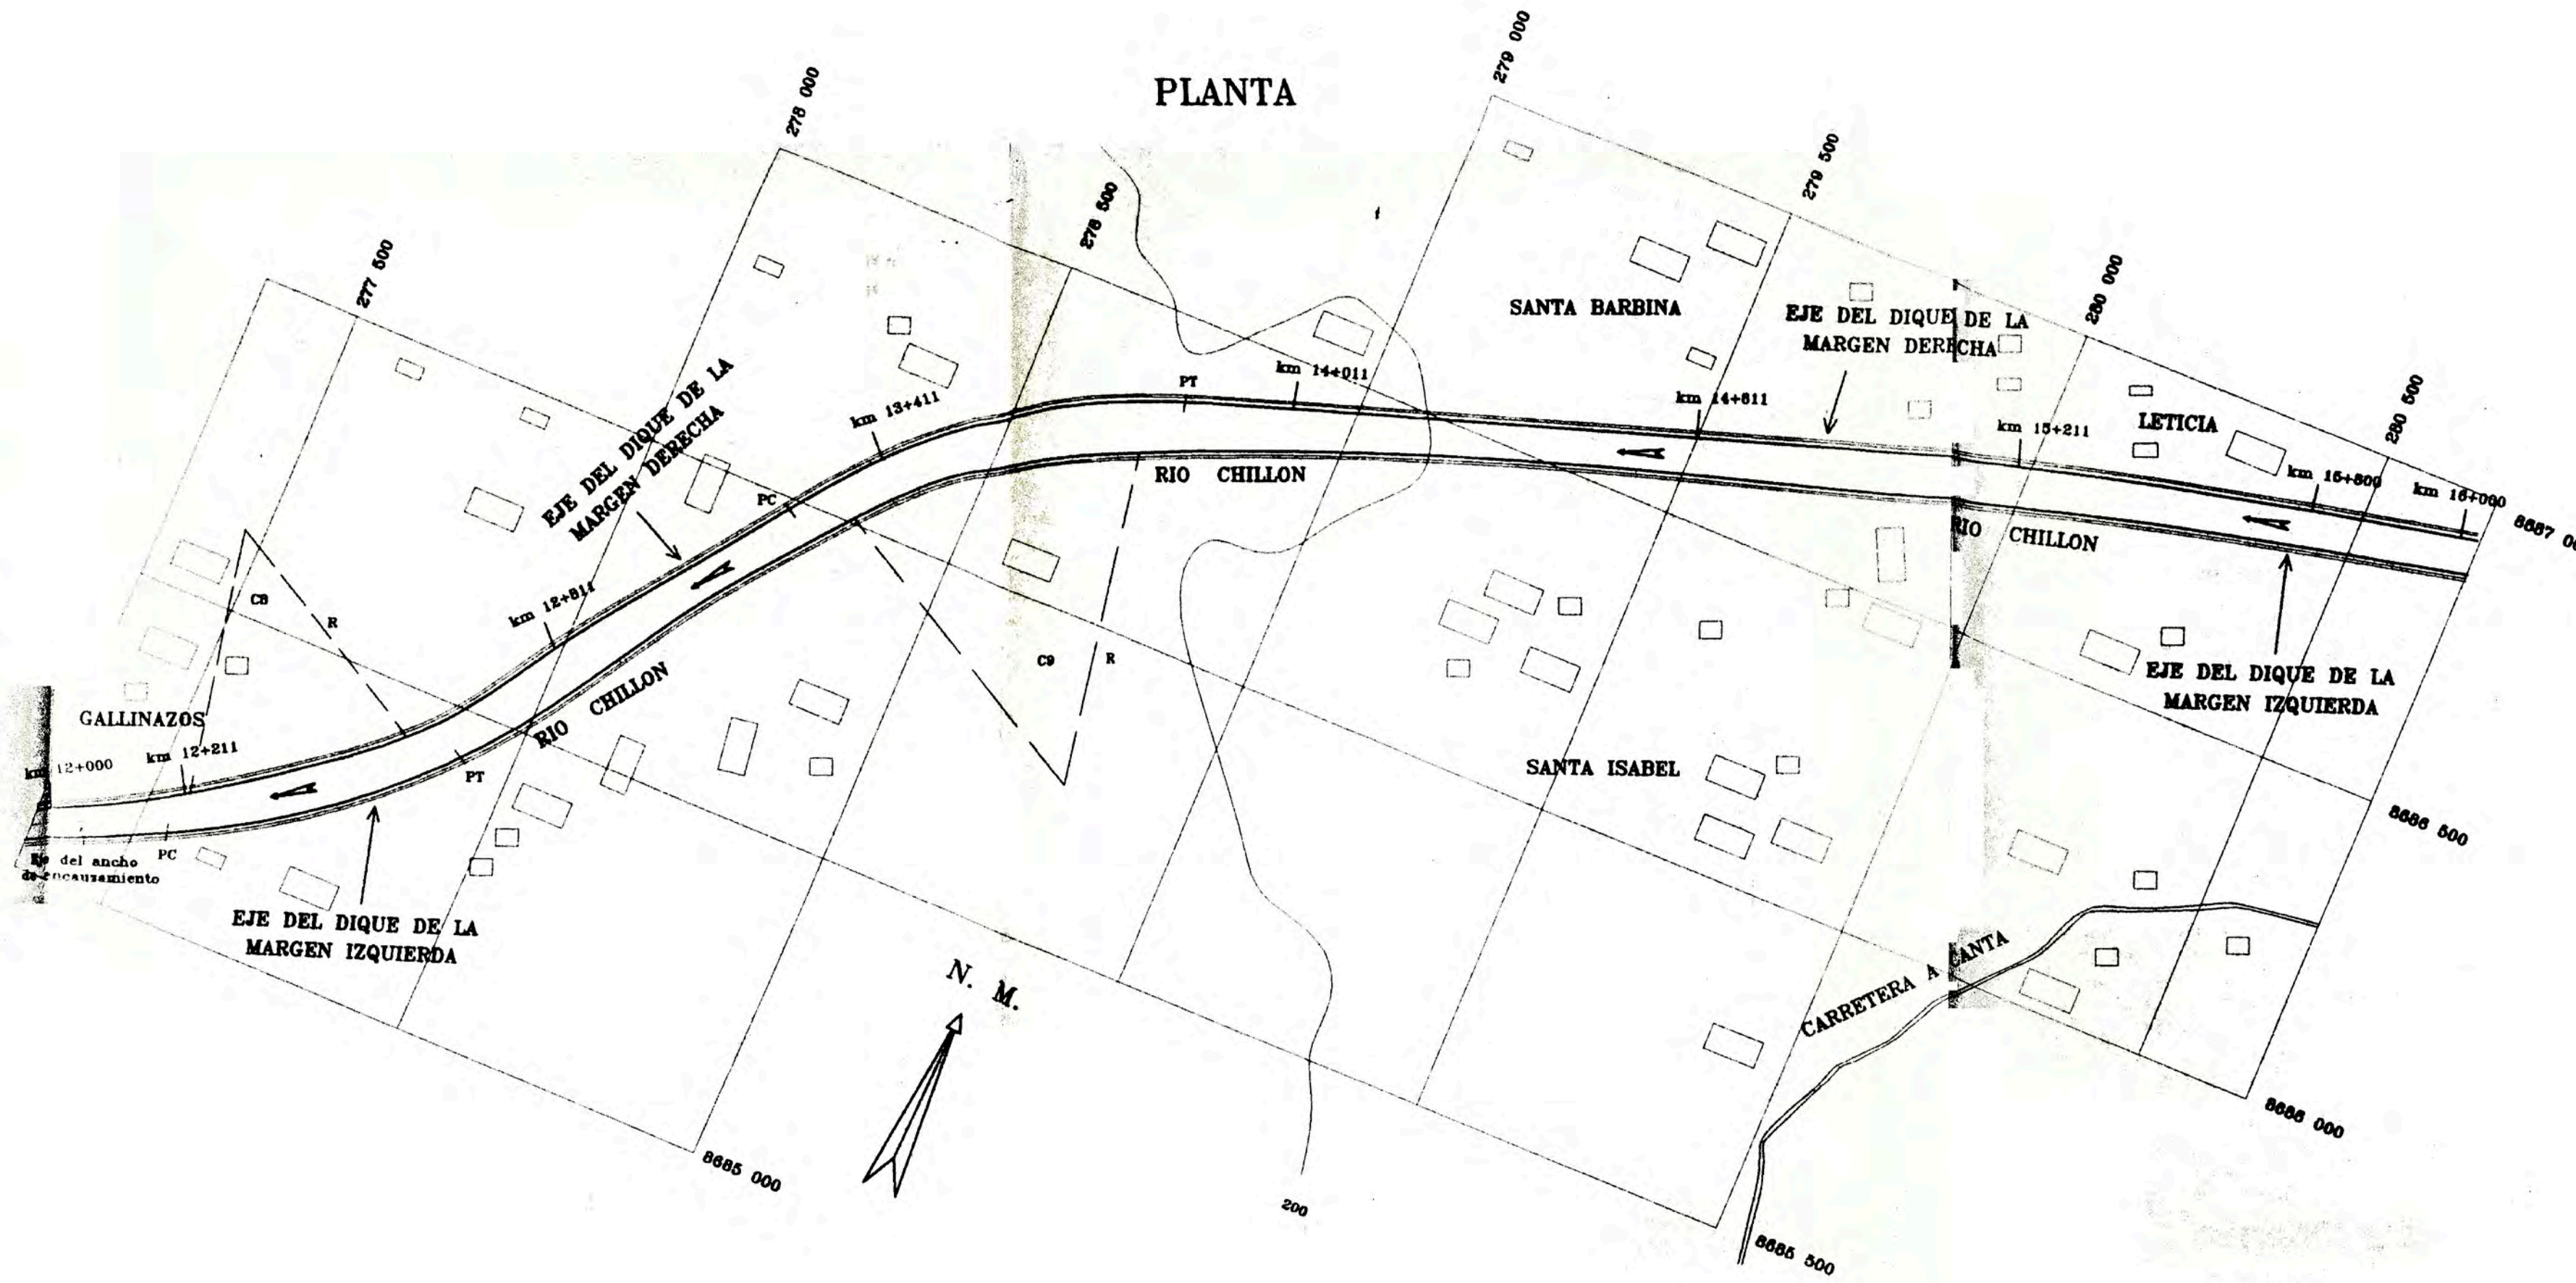 PLANTA
277 500
278 000
278 500
279 000
279 500
280 000
280 500
SANTA BARBINA
EJE DEL DIQUE DE LA
MARGEN DERECHA
LETICIA
EJE DEL DIQUE DE LA
MARGEN DERECHA
km 12+000
km 12+211
km 13+411
PT
km 14+011
km 14+611
km 15+211
km 15+800
km 16+000
PC
RIO CHILLON
RIO CHILLON
8687
C8
R
C9
R
GALLINAZOS
RIO CHILLON
PT
PC
del ancho
de encauzamiento
EJE DEL DIQUE DE LA
MARGEN IZQUIERDA
EJE DEL DIQUE DE LA
MARGEN IZQUIERDA
SANTA ISABEL
8686 500
N. M.
CARRETERA A CANTA
8686 000
8685 000
200
8685 500